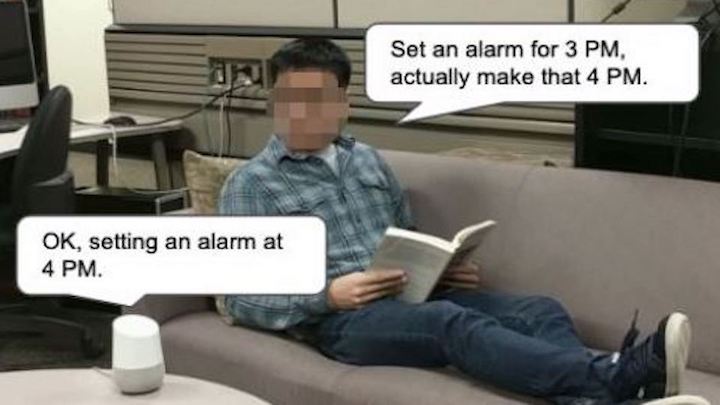 Set an alarm for 3 PM,
actually make that 4 PM.
OK, setting an alarm at
4 PM.